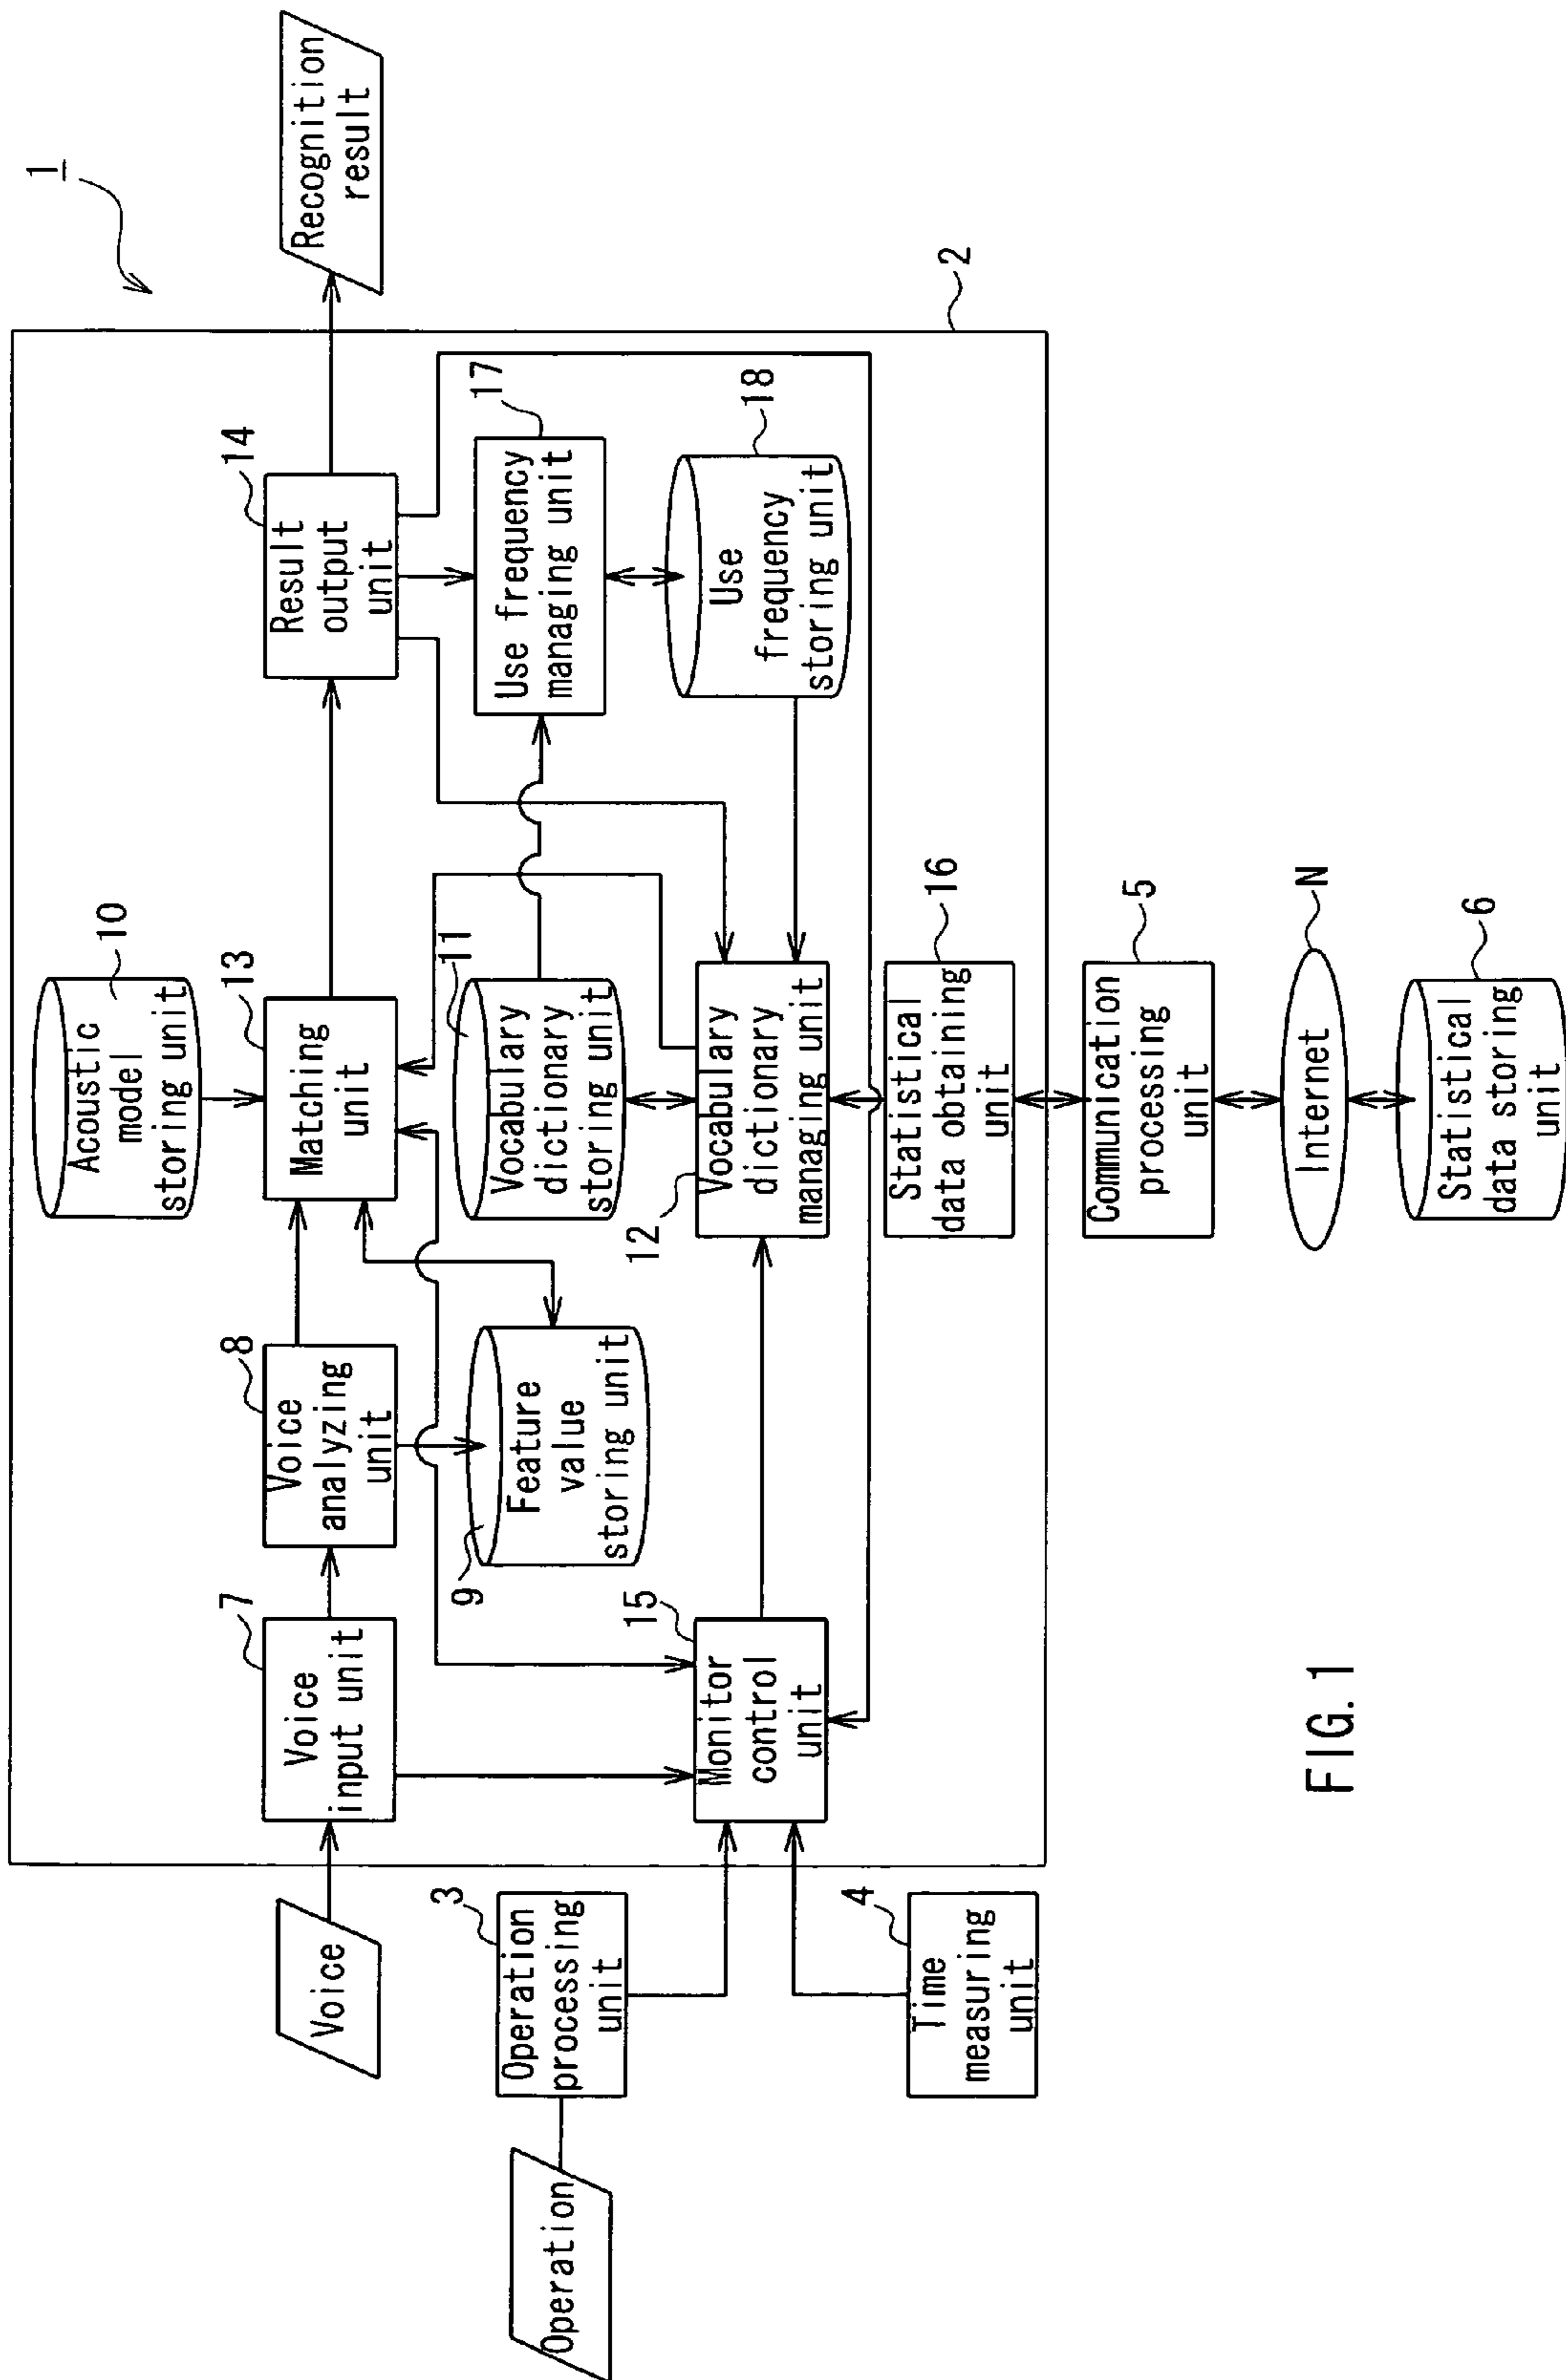 1
Recognition
result
2
Acoustic
model
storing unit
10
Voice
Voice
input unit
7
Voice
analyzing
unit
8
Matching
unit
13
Result
output
unit
14
Feature
value
storing unit
9
Vocabulary
dictionary
storing unit
11
Use frequency
managing unit
17
Operation
Operation
processing
unit
3
Monitor
control
unit
15
Vocabulary
dictionary
managing unit
12
Use
frequency
storing unit
18
Time
measuring
unit
4
Statistical
data obtaining
unit
16
Communication
processing
unit
5
Internet
N
Statistical
data storing
unit
6
FIG. 1